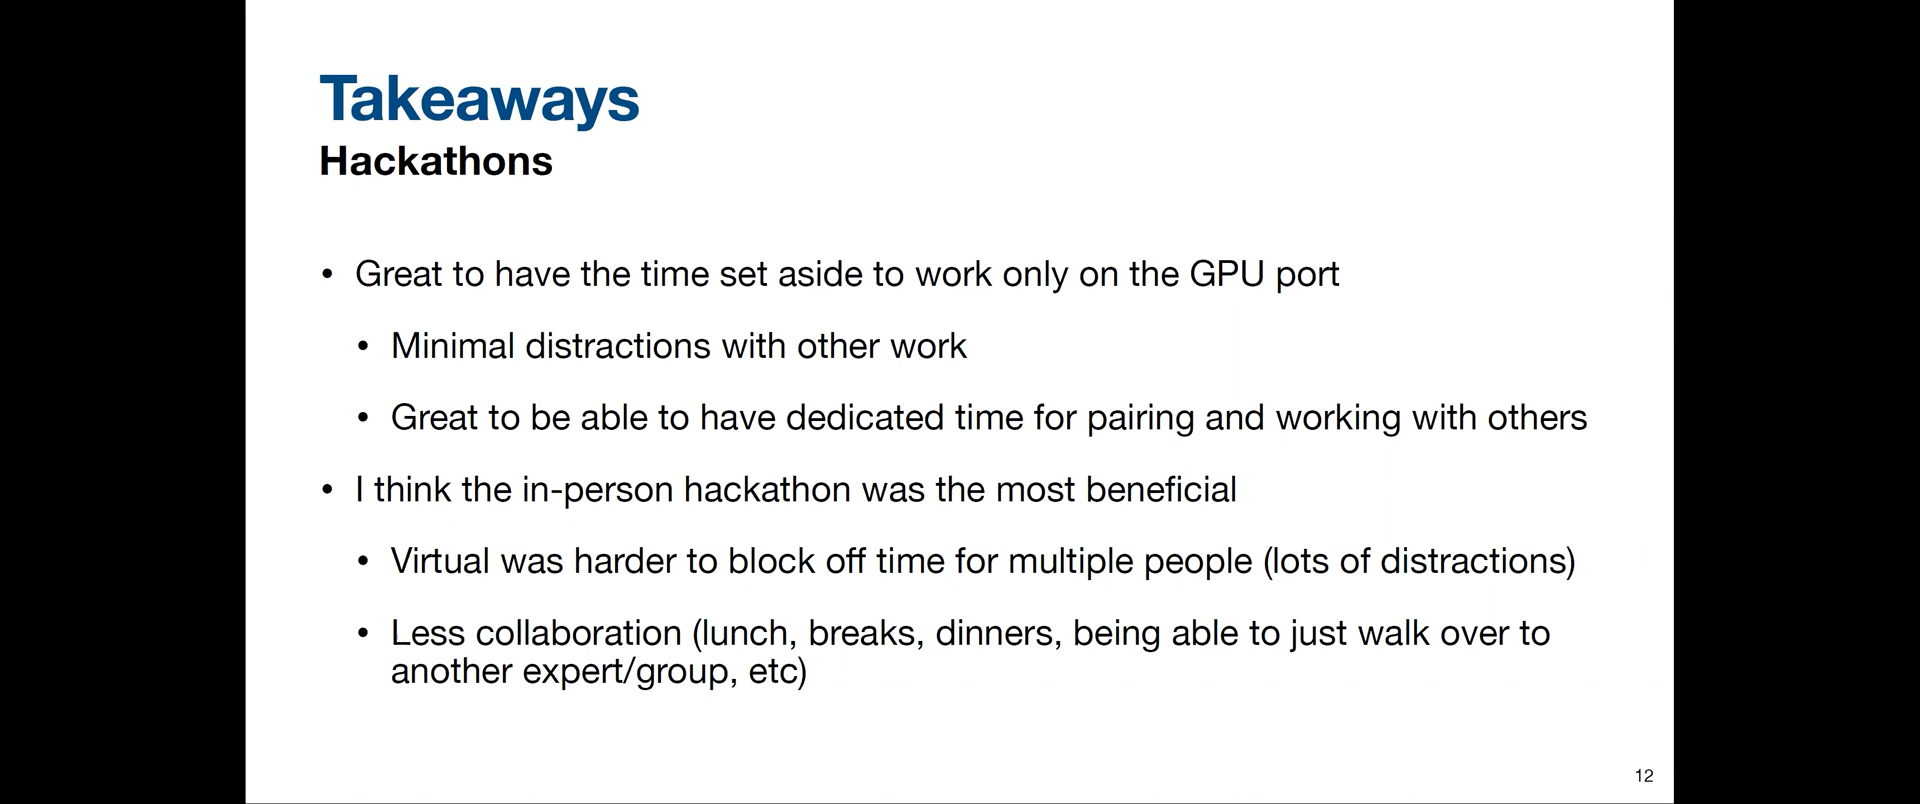 Takeaways
Hackathons
• Great to have the time set aside to work only on the GPU port
• Minimal distractions with other work
• Great to be able to have dedicated time for pairing and working with others
• I think the in-person hackathon was the most beneficial
• Virtual was harder to block off time for multiple people (lots of distractions)
• Less collaboration (lunch, breaks, dinners, being able to just walk over to
another expert/group, etc)
12